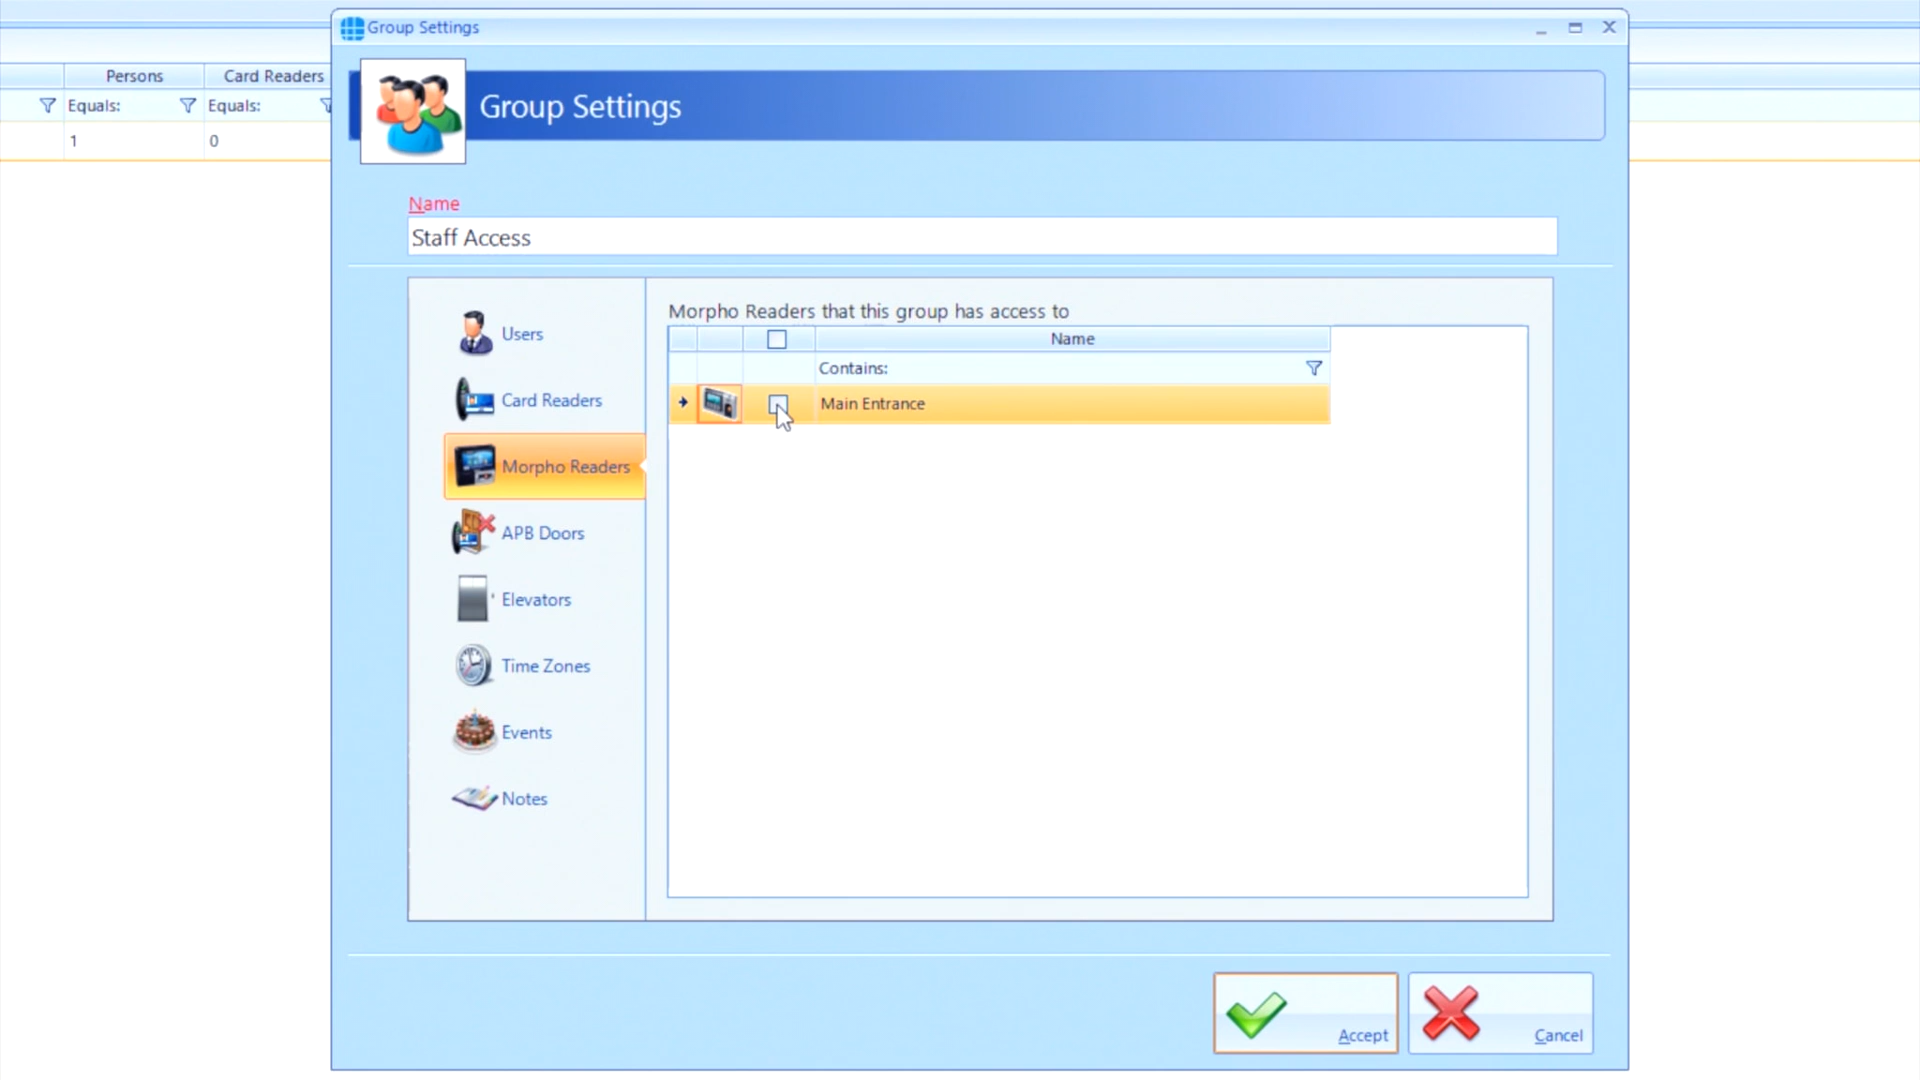 Group Settings
Persons
Card Readers
Equals:
Equals:
1
0
Group Settings
Name
Staff Access
Users
Card Readers
Morpho Readers
APB Doors
Elevators
Time Zones
Events
Notes
Morpho Readers that this group has access to
Name
Contains:
Main Entrance
Accept
Cancel